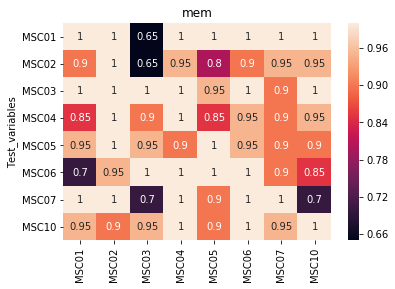 mem
MSC01 1 1 0.65 1 1 1 1 1
MSC02 0.9 1 0.65 0.95 0.8 0.9 0.95 0.95
MSC03 1 1 1 1 0.95 1 0.9 1
MSC04 0.85 1 0.9 1 0.85 0.95 0.9 0.95
MSC05 0.95 1 0.95 0.9 1 0.95 0.9 0.9
MSC06 0.7 0.95 1 1 1 1 0.9 0.85
MSC07 1 1 0.7 1 0.9 1 1 0.7
MSC10 0.95 0.9 0.95 1 0.9 1 0.95 1
Test_variables
MSC01 MSC02 MSC03 MSC04 MSC05 MSC06 MSC07 MSC10
0.96
0.90
0.84
0.78
0.72
0.66